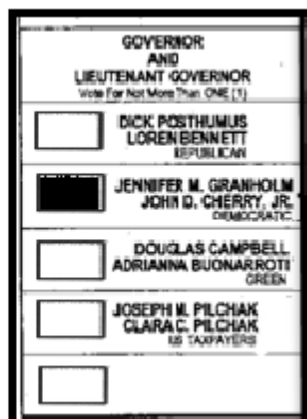 GOVERNOR
AND
LIEUTENANT GOVERNOR
Vote For Not More Than ONE (1)
DICK POSTHUMUS
LOREN BENNETT
REPUBLICAN
JENNIFER M. GRANHOLM
JOHN D. CHERRY, JR.
DEMOCRATIC
DOUGLAS CAMPBELL
ADRIANNA BUONARROTI
GREEN
JOSEPH M. PILCHAK
CLARA C. PILCHAK
US TAXPAYERS